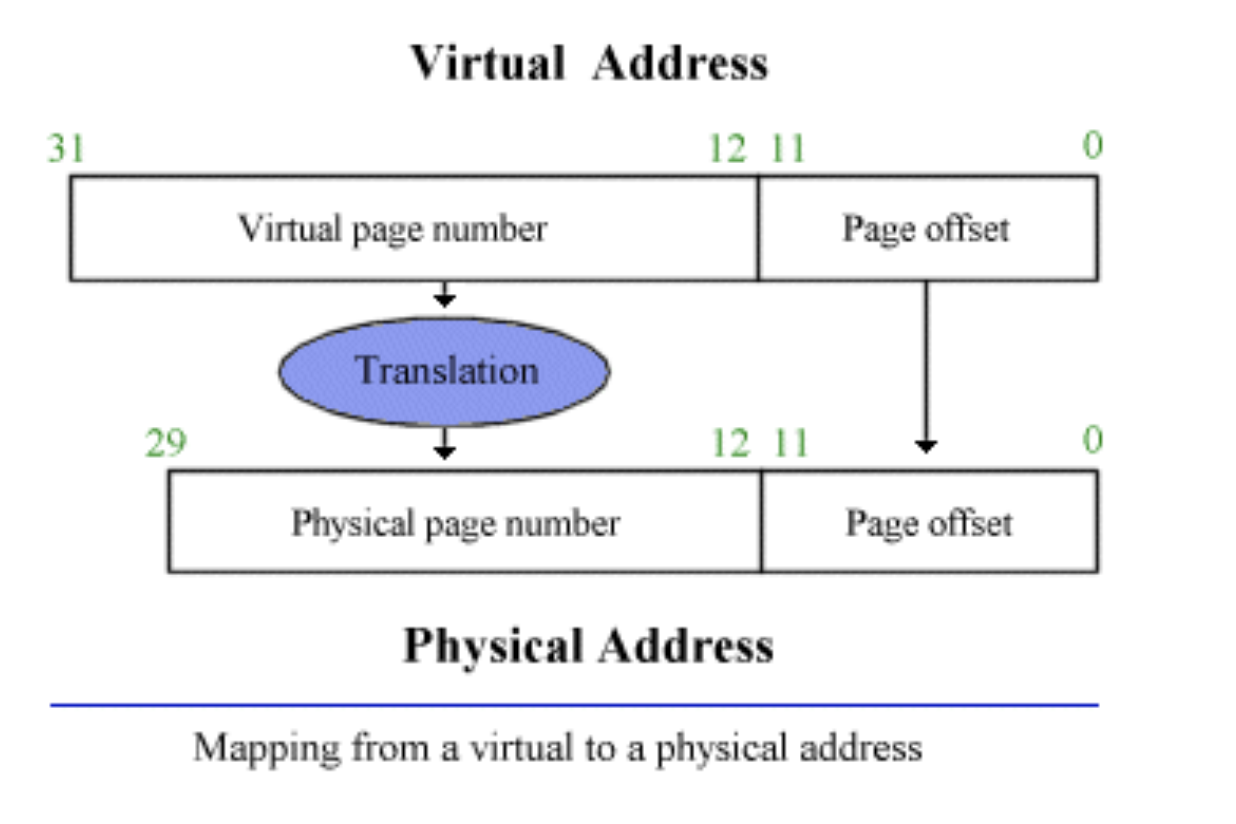 Virtual Address
31 12 11 0
Virtual page number Page offset
Translation
29 12 11 0
Physical page number Page offset
Physical Address
Mapping from a virtual to a physical address